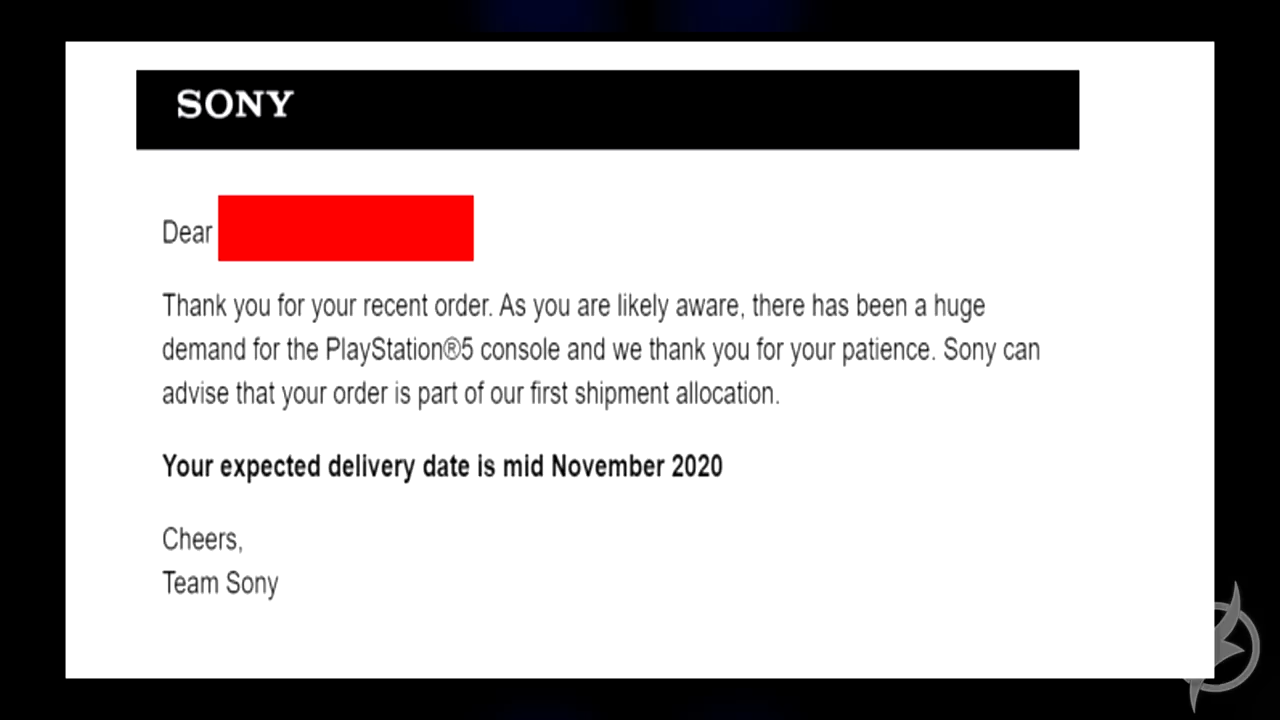 SONY
Dear
Thank you for your recent order. As you are likely aware, there has been a huge
demand for the PlayStation®5 console and we thank you for your patience. Sony can
advise that your order is part of our first shipment allocation.
Your expected delivery date is mid November 2020
Cheers,
Team Sony